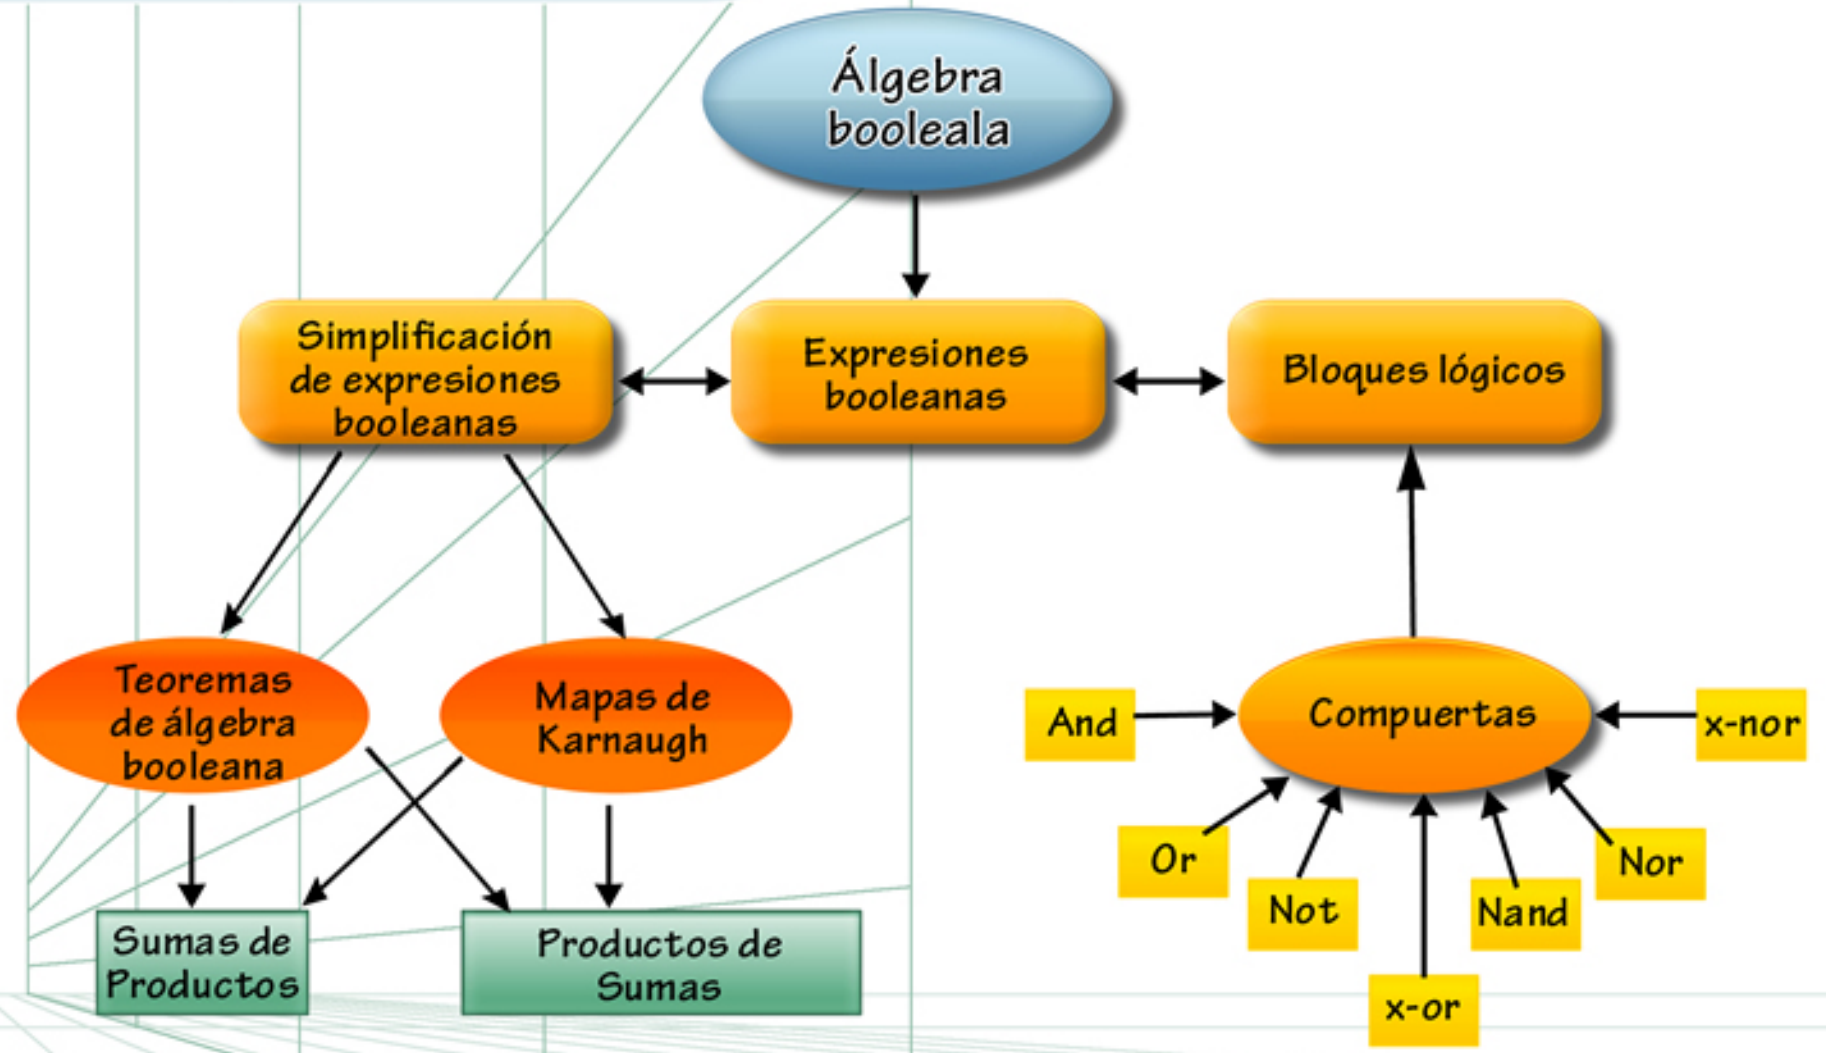 Álgebra
booleala
Simplificación
de expresiones
booleanas
Expresiones
booleanas
Bloques lógicos
Teoremas
de álgebra
booleana
Mapas de
Karnaugh
Compuertas
And
x-nor
Or
Nor
Not
Nand
x-or
Sumas de
Productos
Productos de
Sumas